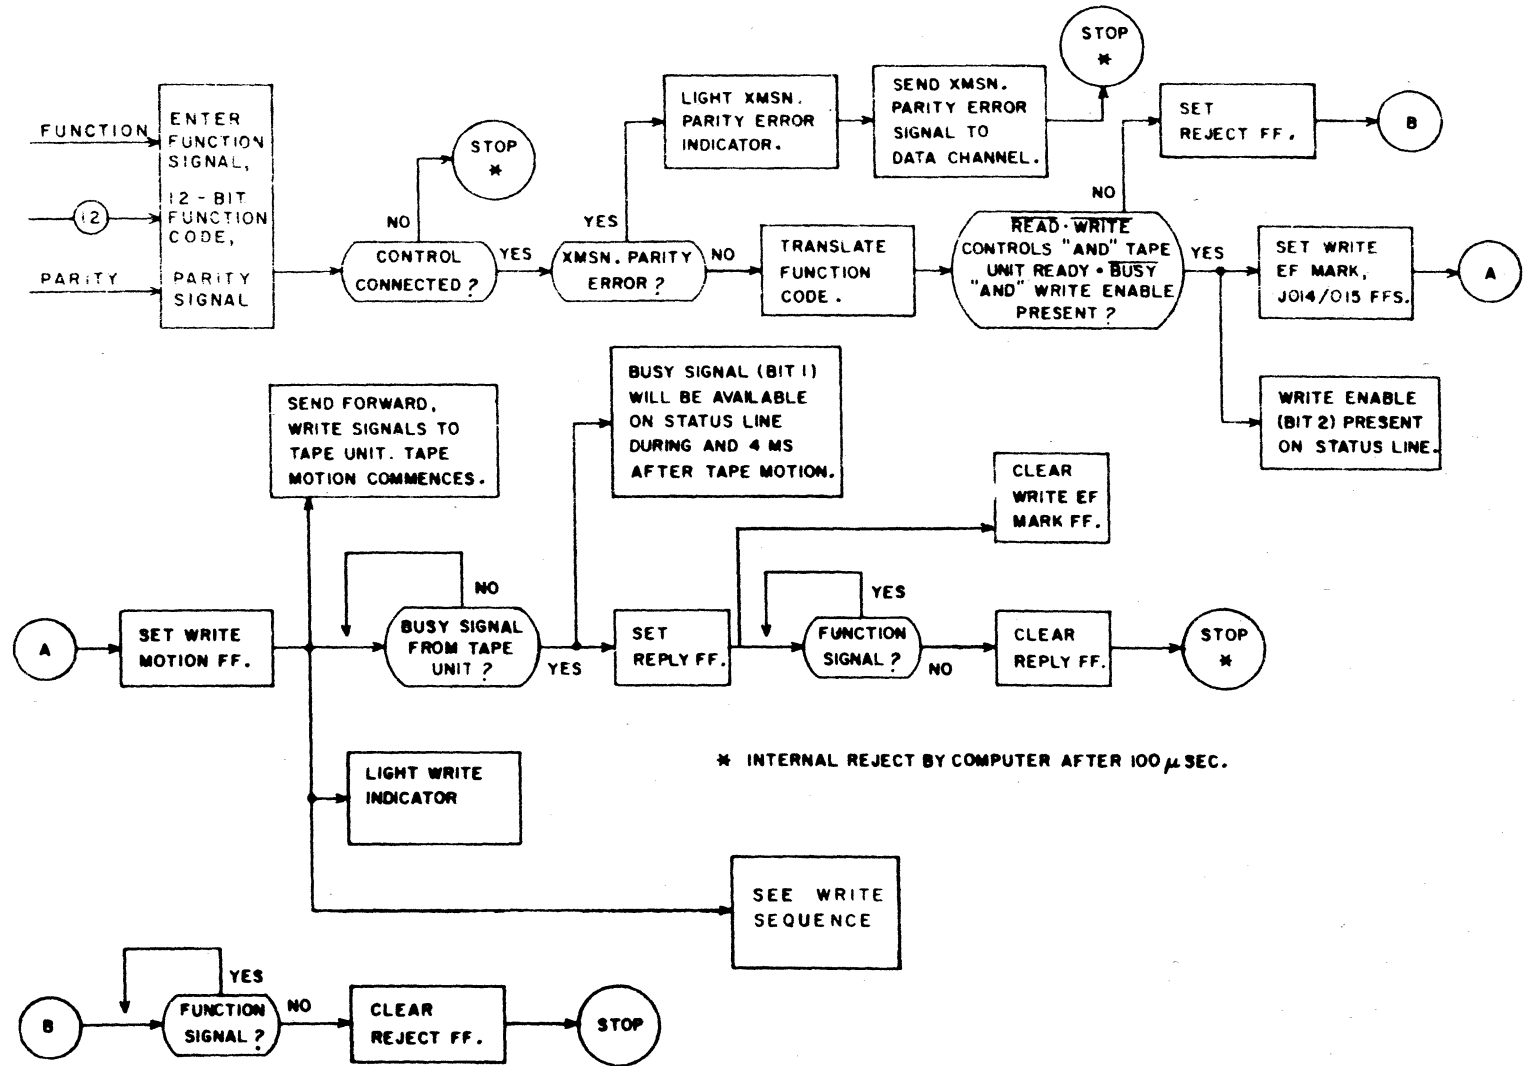 FUNCTION
12
PARITY
ENTER
FUNCTION
SIGNAL,
12-BIT
FUNCTION
CODE,
PARITY
SIGNAL
CONTROL
CONNECTED?
NO
STOP
*
YES
XMSN. PARITY
ERROR?
YES
LIGHT XMSN.
PARITY ERROR
INDICATOR.
SEND XMSN.
PARITY ERROR
SIGNAL TO
DATA CHANNEL.
STOP
*
NO
TRANSLATE
FUNCTION
CODE.
R̅E̅A̅D̅ · W̅R̅I̅T̅E̅
CONTROLS "AND" TAPE
UNIT READY · B̅U̅S̅Y̅
"AND" WRITE ENABLE
PRESENT?
NO
SET
REJECT FF.
B
YES
SET WRITE
EF MARK,
J014/015 FFS.
A
WRITE ENABLE
(BIT 2) PRESENT
ON STATUS LINE.
A
SET WRITE
MOTION FF.
SEND FORWARD,
WRITE SIGNALS TO
TAPE UNIT. TAPE
MOTION COMMENCES.
BUSY SIGNAL
FROM TAPE
UNIT?
NO
YES
BUSY SIGNAL (BIT 1)
WILL BE AVAILABLE
ON STATUS LINE
DURING AND 4 MS
AFTER TAPE MOTION.
SET
REPLY FF.
CLEAR
WRITE EF
MARK FF.
FUNCTION
SIGNAL?
YES
NO
CLEAR
REPLY FF.
STOP
*
LIGHT WRITE
INDICATOR
SEE WRITE
SEQUENCE
* INTERNAL REJECT BY COMPUTER AFTER 100 μ SEC.
B
FUNCTION
SIGNAL?
YES
NO
CLEAR
REJECT FF.
STOP